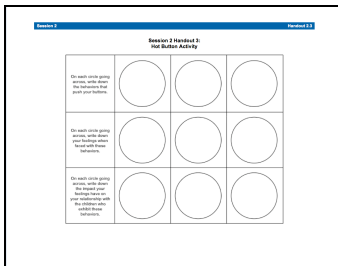 Session 2 Handout 2.3
Session 2 Handout 3:
Hot Button Activity
On each circle going
across, write down
the behaviors that
push your buttons.
On each circle going
across, write down
your feelings when
faced with these
behaviors.
On each circle going
across, write down
the impact your
feelings have on
your relationship with
the children who
exhibit these
behaviors.